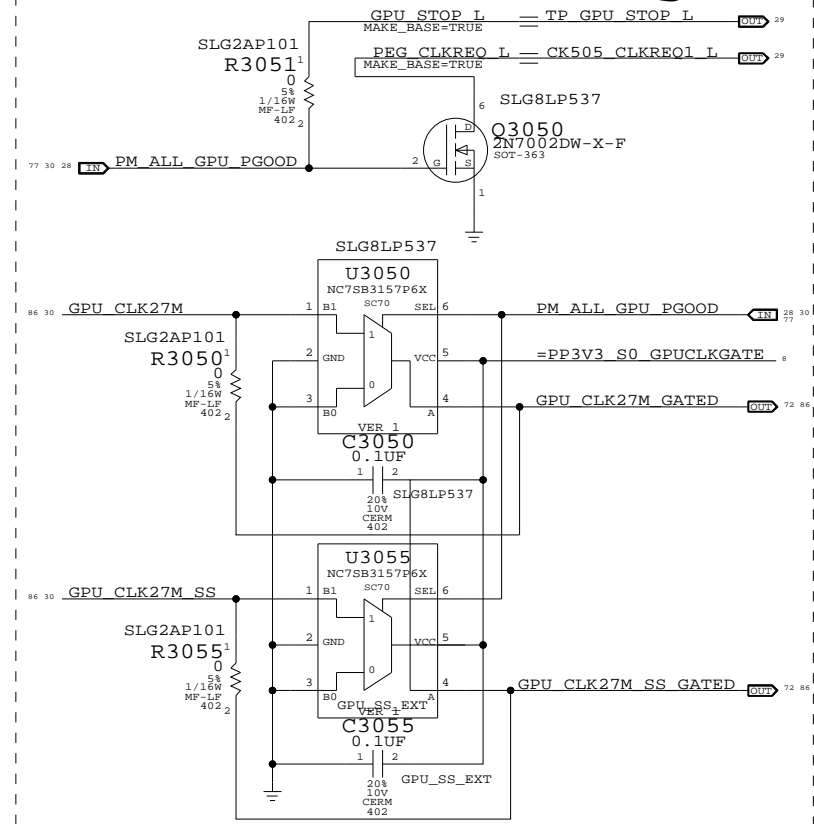 GPU_STOP_L TP_GPU_STOP_L OUT 29
MAKE_BASE=TRUE
SLG2AP101
R3051 1
0
5%
1/16W
MF-LF
402 2
PEG_CLKREQ_L CK505_CLKREQ1_L OUT 29
MAKE_BASE=TRUE
6 SLG8LP537
D
Q3050
2N7002DW-X-F
SOT-363
77 30 28 IN PM_ALL_GPU_PGOOD 2 G S
1
SLG8LP537
U3050
NC7SB3157P6X
SC70
86 30 GPU_CLK27M 1 B1 SEL 6 PM_ALL_GPU_PGOOD IN 28 30
77
1
SLG2AP101
R3050 1
0
5%
1/16W
MF-LF
402 2
2 GND VCC 5 =PP3V3_S0_GPUCLKGATE 8
0
3 B0 A 4 GPU_CLK27M_GATED OUT 72 86
VER 1
C3050
0.1UF
1 2
SLG8LP537
20%
10V
CERM
402
U3055
NC7SB3157P6X
SC70
86 30 GPU_CLK27M_SS 1 B1 SEL 6
1
SLG2AP101
R3055 1
0
5%
1/16W
MF-LF
402 2
2 GND VCC 5
0
3 B0 A 4 GPU_CLK27M_SS_GATED OUT 72 86
GPU_SS_EXT
VER 1
C3055
0.1UF
1 2
GPU_SS_EXT
20%
10V
CERM
402